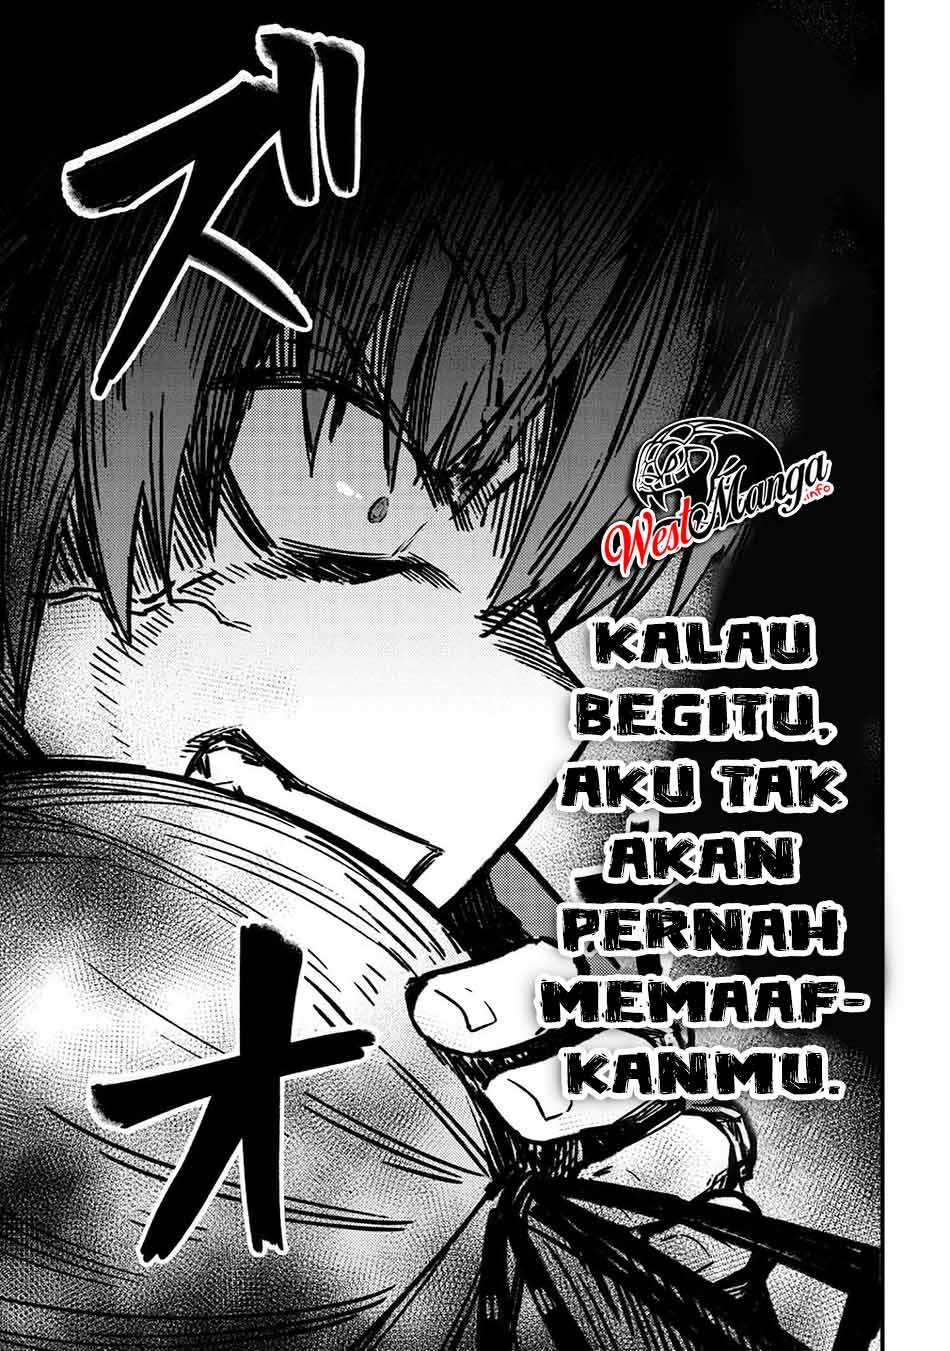 ズ
WestManga
.info
KALAU
BEGITU,
AKU TAK
AKAN
PERNAH
MEMAAF-
KANMU.
オ